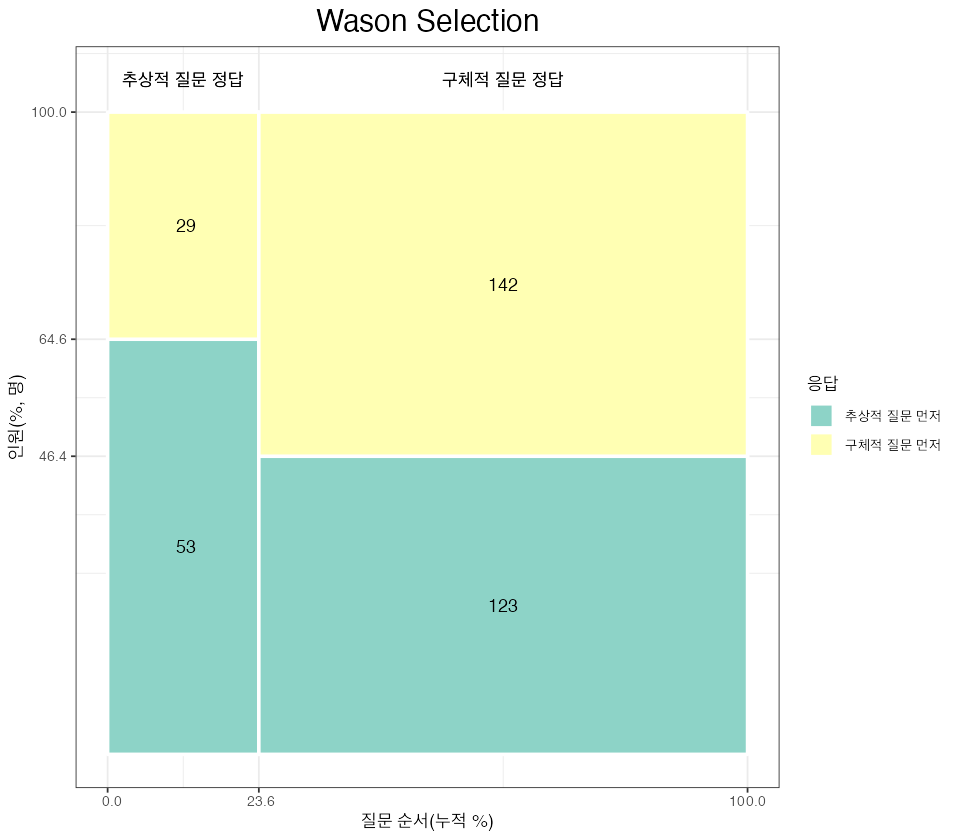 Wason Selection
추상적 질문 정답
구체적 질문 정답
100.0
29
142
64.6
응답
추상적 질문 먼저
구체적 질문 먼저
인원(%, 명)
46.4
53
123
0.0
23.6
100.0
질문 순서(누적 %)